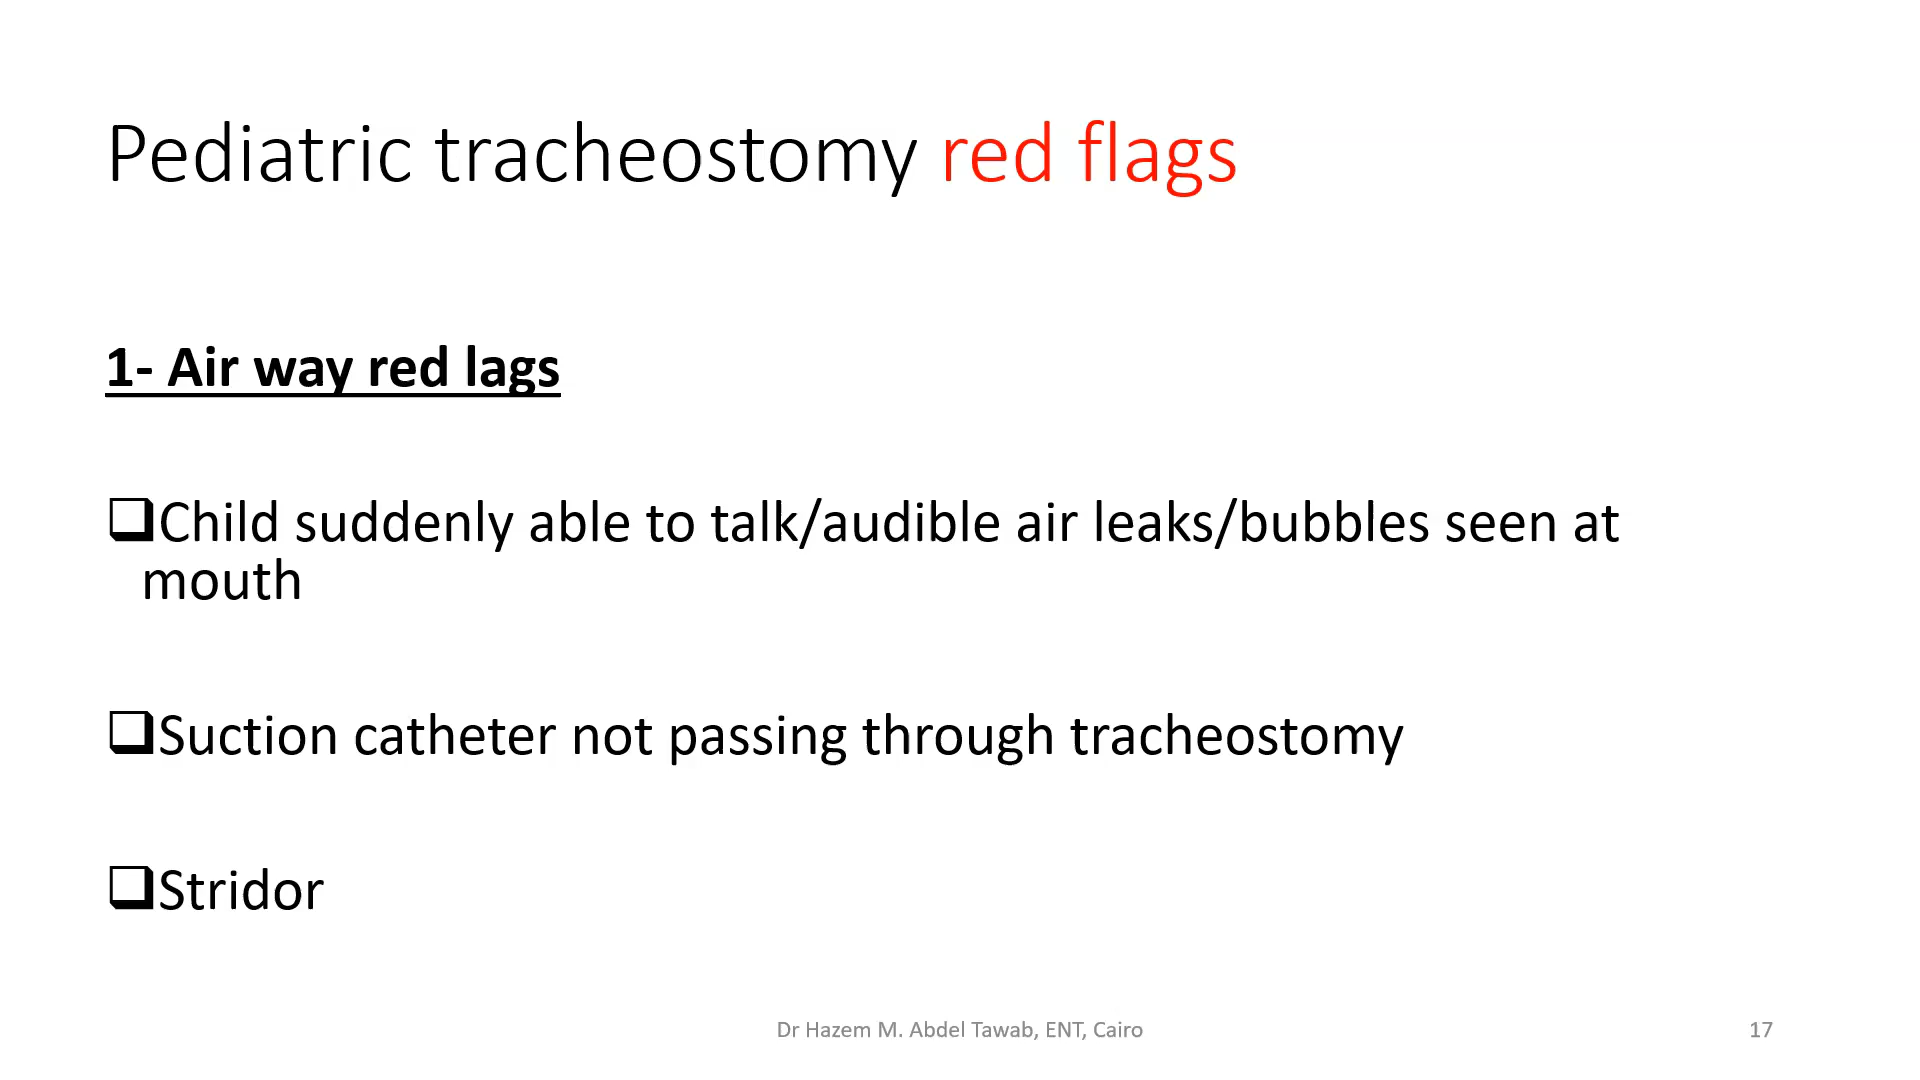 Pediatric tracheostomy red flags
1- Air way red lags
❑Child suddenly able to talk/audible air leaks/bubbles seen at
mouth
❑Suction catheter not passing through tracheostomy
❑Stridor
Dr Hazem M. Abdel Tawab, ENT, Cairo
17